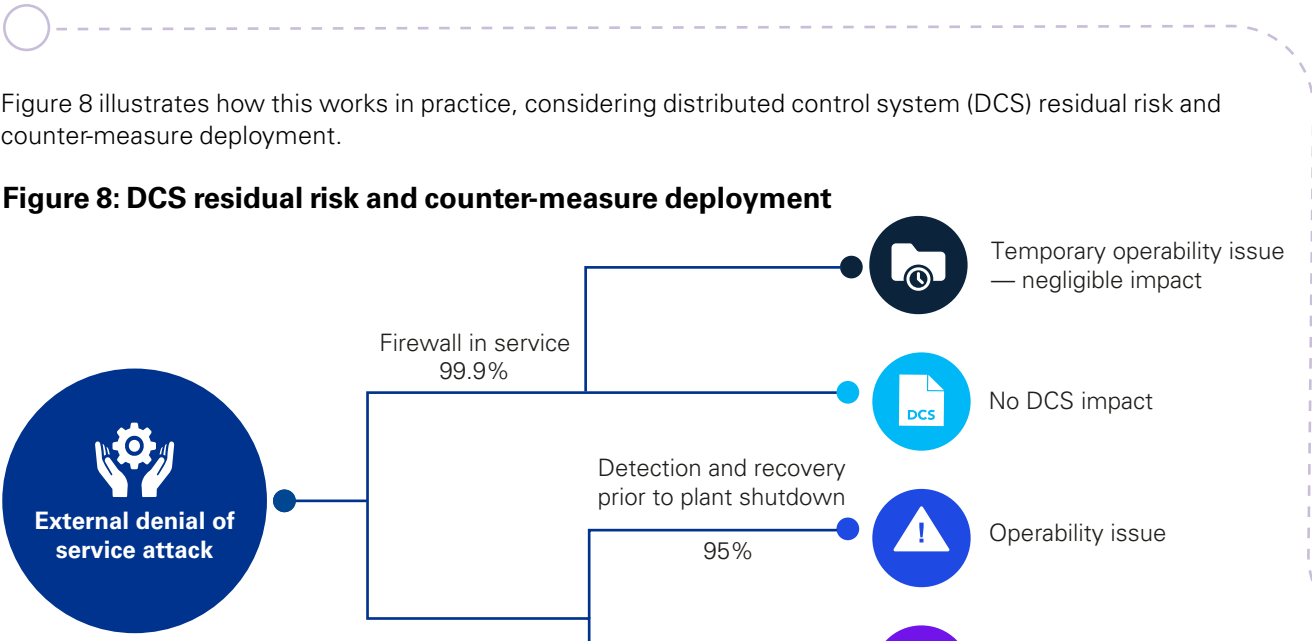 Figure 8 illustrates how this works in practice, considering distributed control system (DCS) residual risk and
counter-measure deployment.
Figure 8: DCS residual risk and counter-measure deployment
Temporary operability issue
— negligible impact
Firewall in service
99.9%
DCS
No DCS impact
Detection and recovery
prior to plant shutdown
95%
!
Operability issue
External denial of
service attack